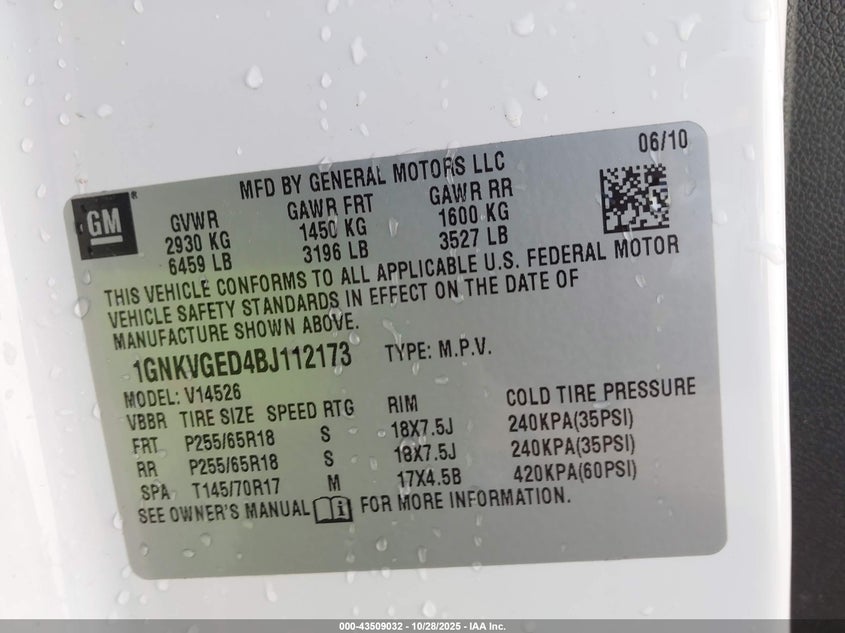 06/10
MFD BY GENERAL MOTORS LLC
GM ®
GVWR GAWR FRT GAWR RR
2930 KG 1450 KG 1600 KG
6459 LB 3196 LB 3527 LB
THIS VEHICLE CONFORMS TO ALL APPLICABLE U.S. FEDERAL MOTOR
VEHICLE SAFETY STANDARDS IN EFFECT ON THE DATE OF
MANUFACTURE SHOWN ABOVE.
1GNKVGED4BJ112173 TYPE: M.P.V.
MODEL: V14526
VBBR TIRE SIZE SPEED RTG RIM COLD TIRE PRESSURE
FRT P255/65R18 S 18X7.5J 240KPA(35PSI)
RR P255/65R18 S 18X7.5J 240KPA(35PSI)
SPA T145/70R17 M 17X4.5B 420KPA(60PSI)
SEE OWNER'S MANUAL i FOR MORE INFORMATION.
000-43509032 - 10/28/2025 - IAA Inc.